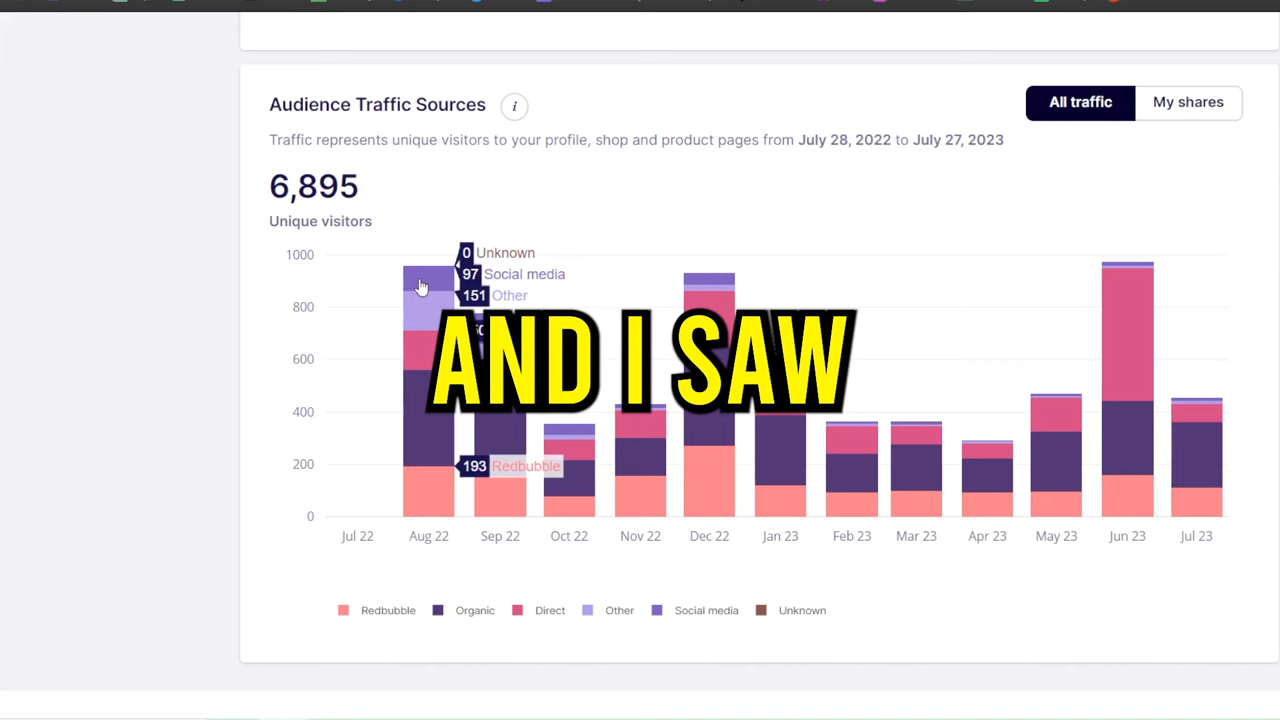 Audience Traffic Sources i
All traffic My shares
Traffic represents unique visitors to your profile, shop and product pages from July 28, 2022 to July 27, 2023
6,895
Unique visitors
1000
800
600
400
200
0
0 Unknown
97 Social media
151 Other
193 Redbubble
AND I SAW
Jul 22 Aug 22 Sep 22 Oct 22 Nov 22 Dec 22 Jan 23 Feb 23 Mar 23 Apr 23 May 23 Jun 23 Jul 23
Redbubble Organic Direct Other Social media Unknown